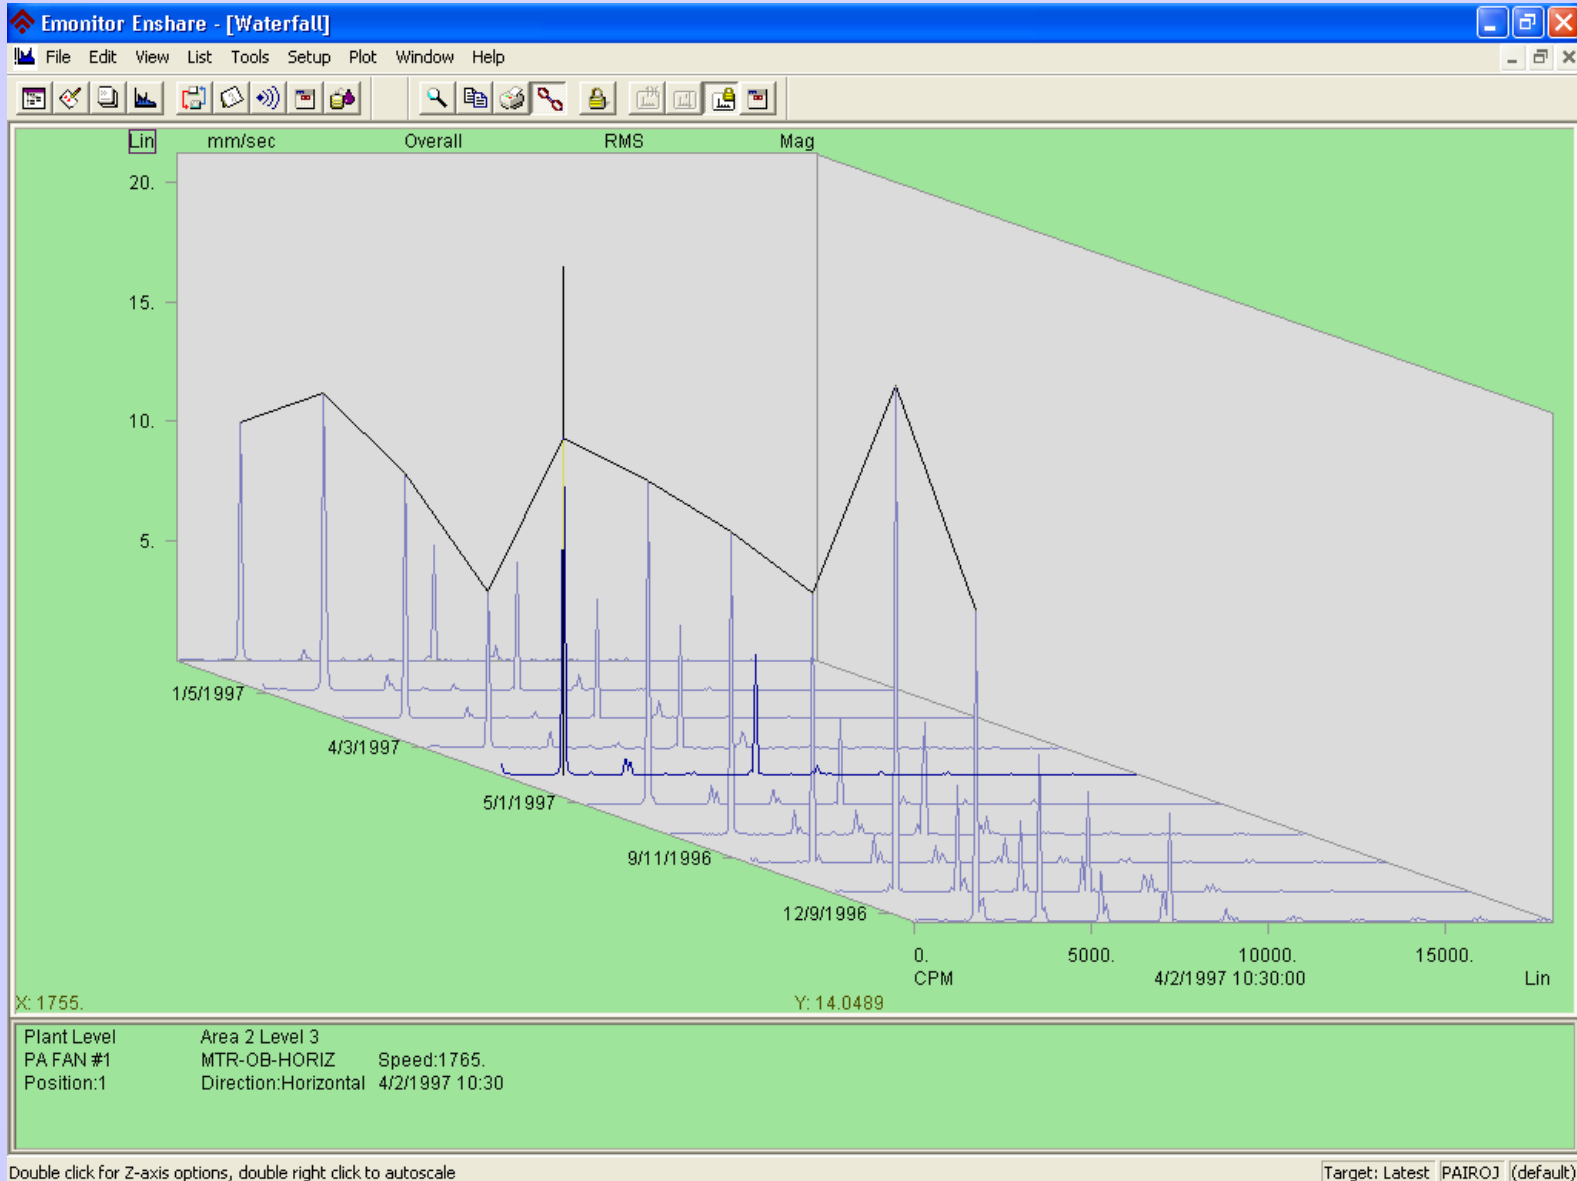 Emonitor Enshare - [Waterfall]
File Edit View List Tools Setup Plot Window Help
Lin mm/sec Overall RMS Mag
20.
15.
10.
5.
1/5/1997
4/3/1997
5/1/1997
9/11/1996
12/9/1996
0. 5000. 10000. 15000.
CPM 4/2/1997 10:30:00 Lin
X: 1755. Y: 14.0489
Plant Level Area 2 Level 3
PA FAN #1 MTR-OB-HORIZ Speed:1765.
Position:1 Direction:Horizontal 4/2/1997 10:30
Double click for Z-axis options, double right click to autoscale Target: Latest PAIROJ (default)